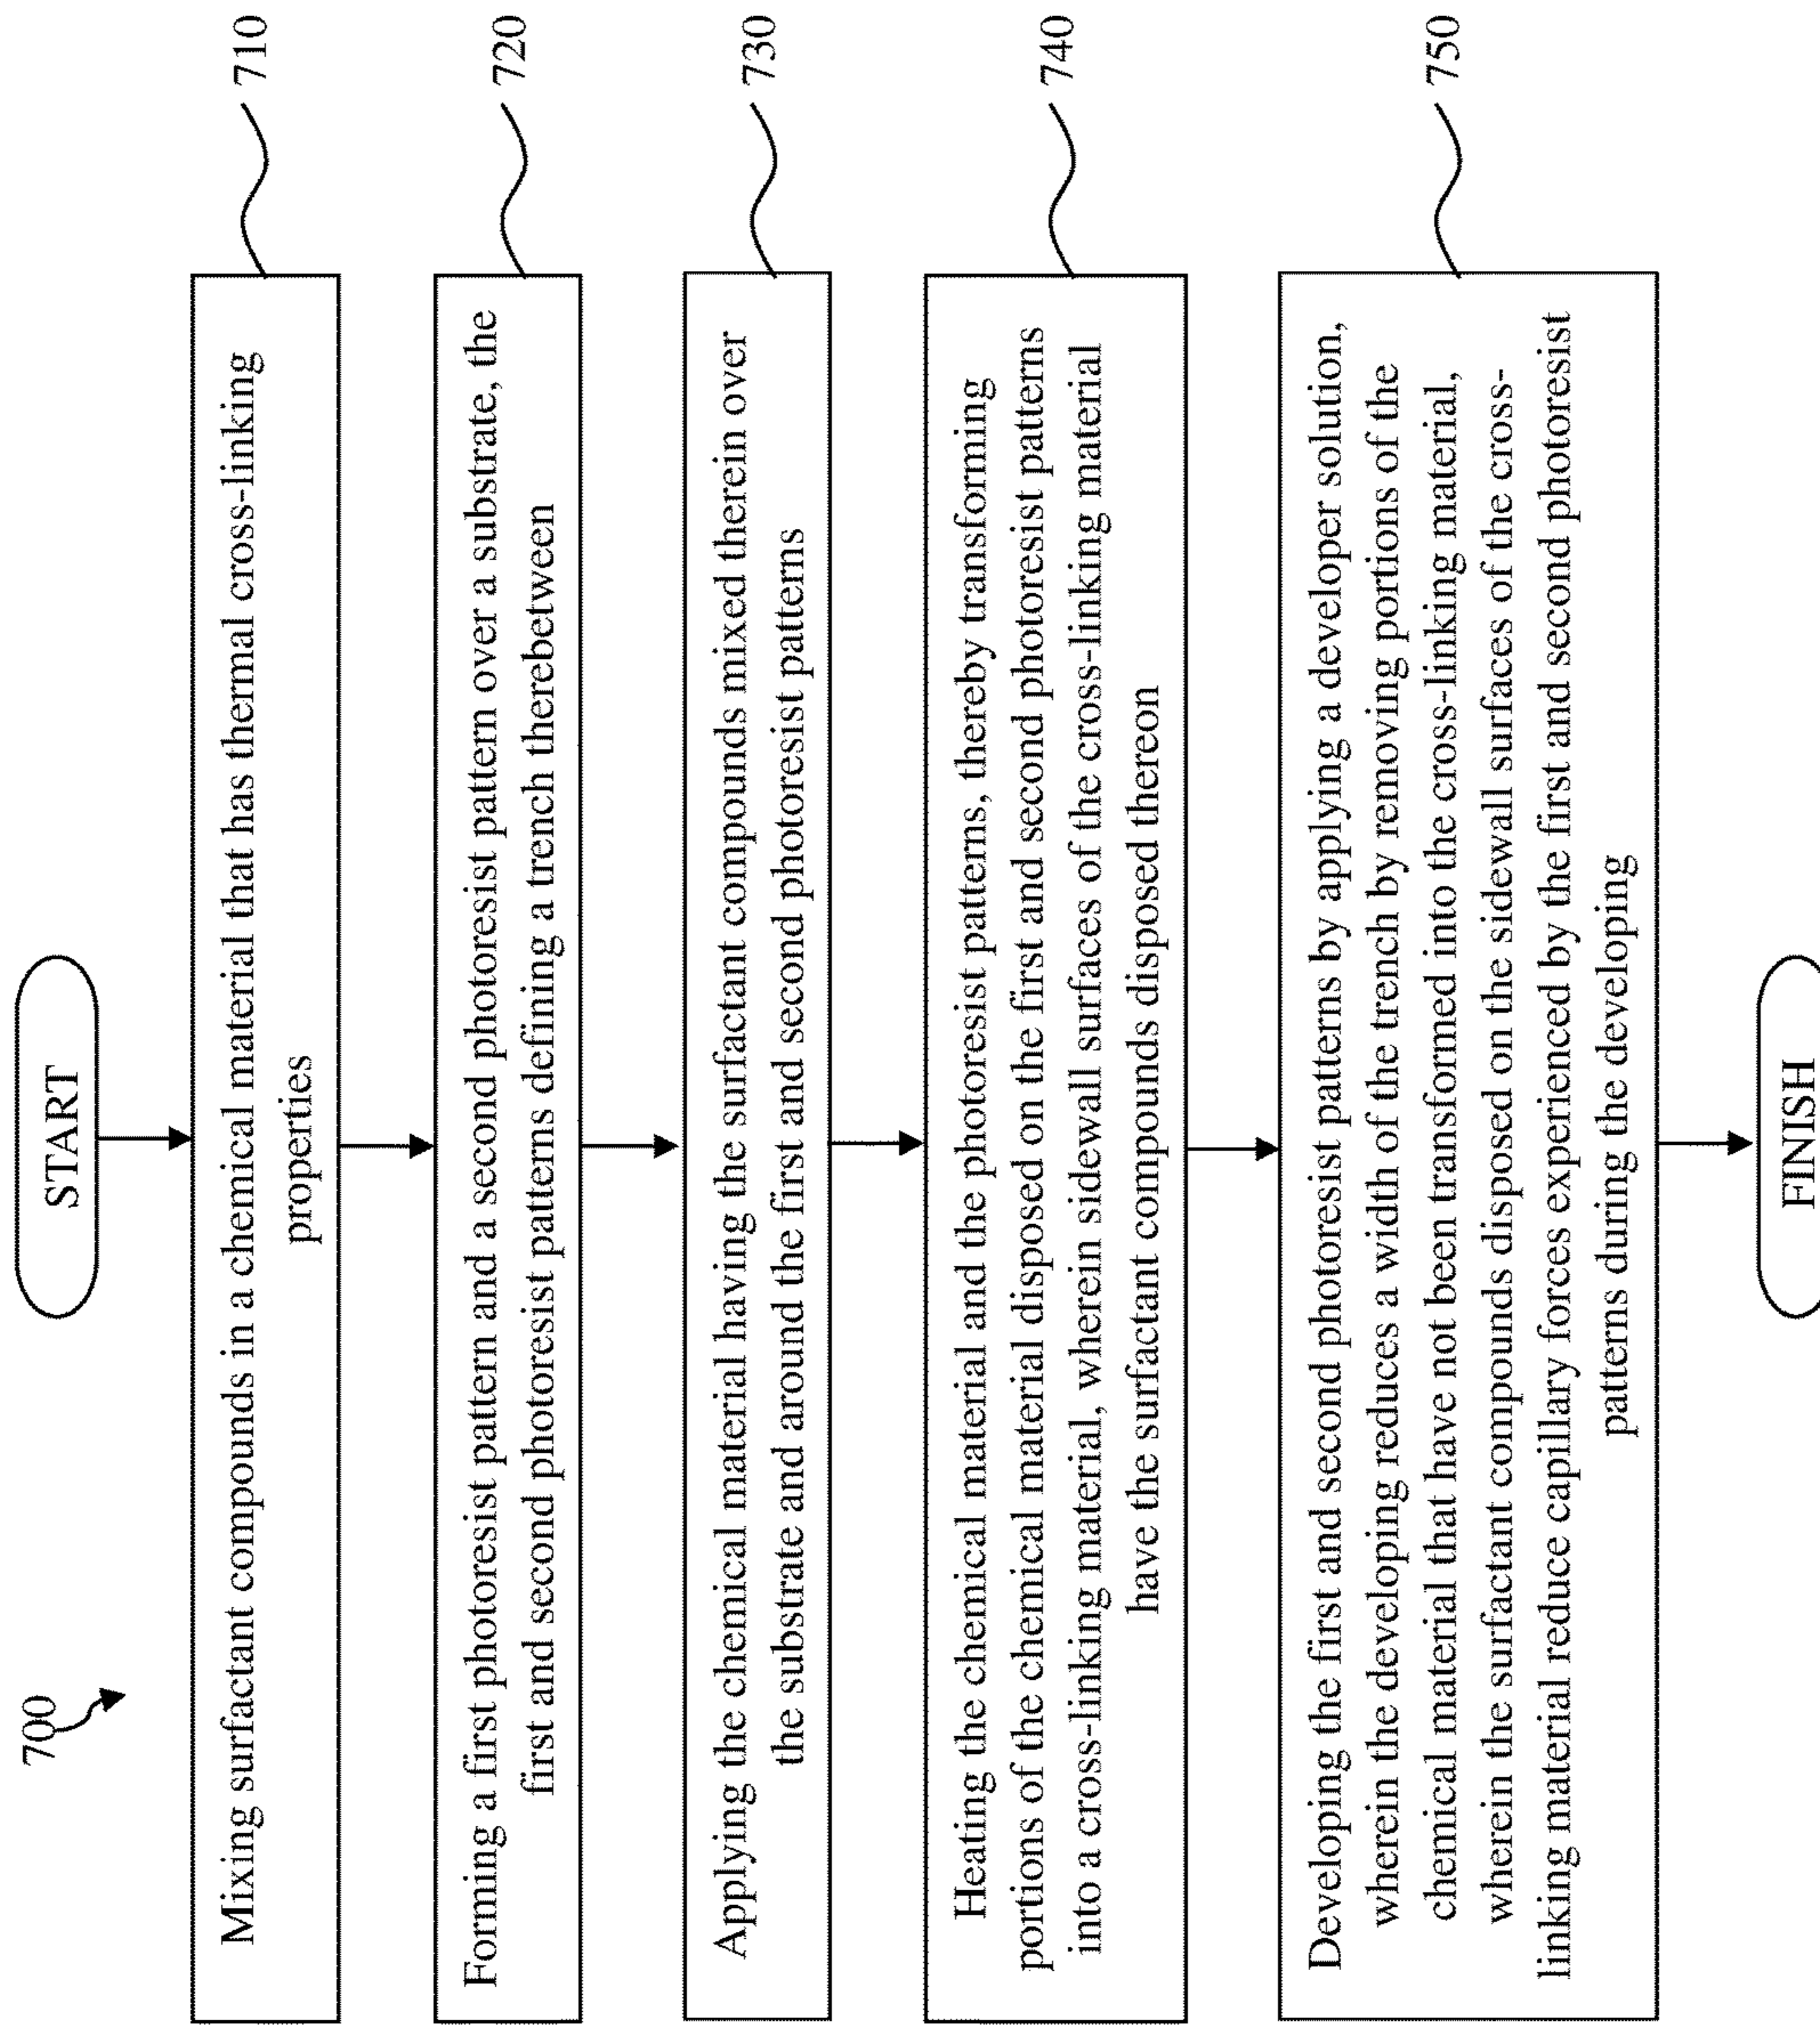 700
START
Mixing surfactant compounds in a chemical material that has thermal cross-linking
properties
710
Forming a first photoresist pattern and a second photoresist pattern over a substrate, the
first and second photoresist patterns defining a trench therebetween
720
Applying the chemical material having the surfactant compounds mixed therein over
the substrate and around the first and second photoresist patterns
730
Heating the chemical material and the photoresist patterns, thereby transforming
portions of the chemical material disposed on the first and second photoresist patterns
into a cross-linking material, wherein sidewall surfaces of the cross-linking material
have the surfactant compounds disposed thereon
740
Developing the first and second photoresist patterns by applying a developer solution,
wherein the developing reduces a width of the trench by removing portions of the
chemical material that have not been transformed into the cross-linking material,
wherein the surfactant compounds disposed on the sidewall surfaces of the cross-
linking material reduce capillary forces experienced by the first and second photoresist
patterns during the developing
750
FINISH